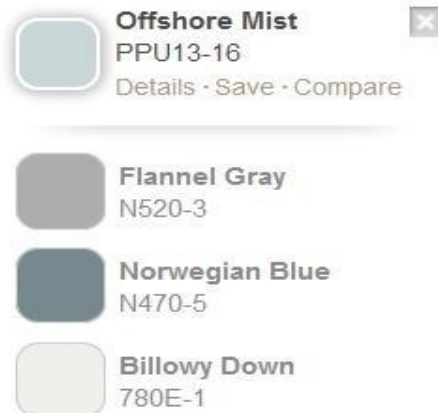 Offshore Mist
PPU13-16
Details · Save · Compare
Flannel Gray
N520-3
Norwegian Blue
N470-5
Billowy Down
780E-1